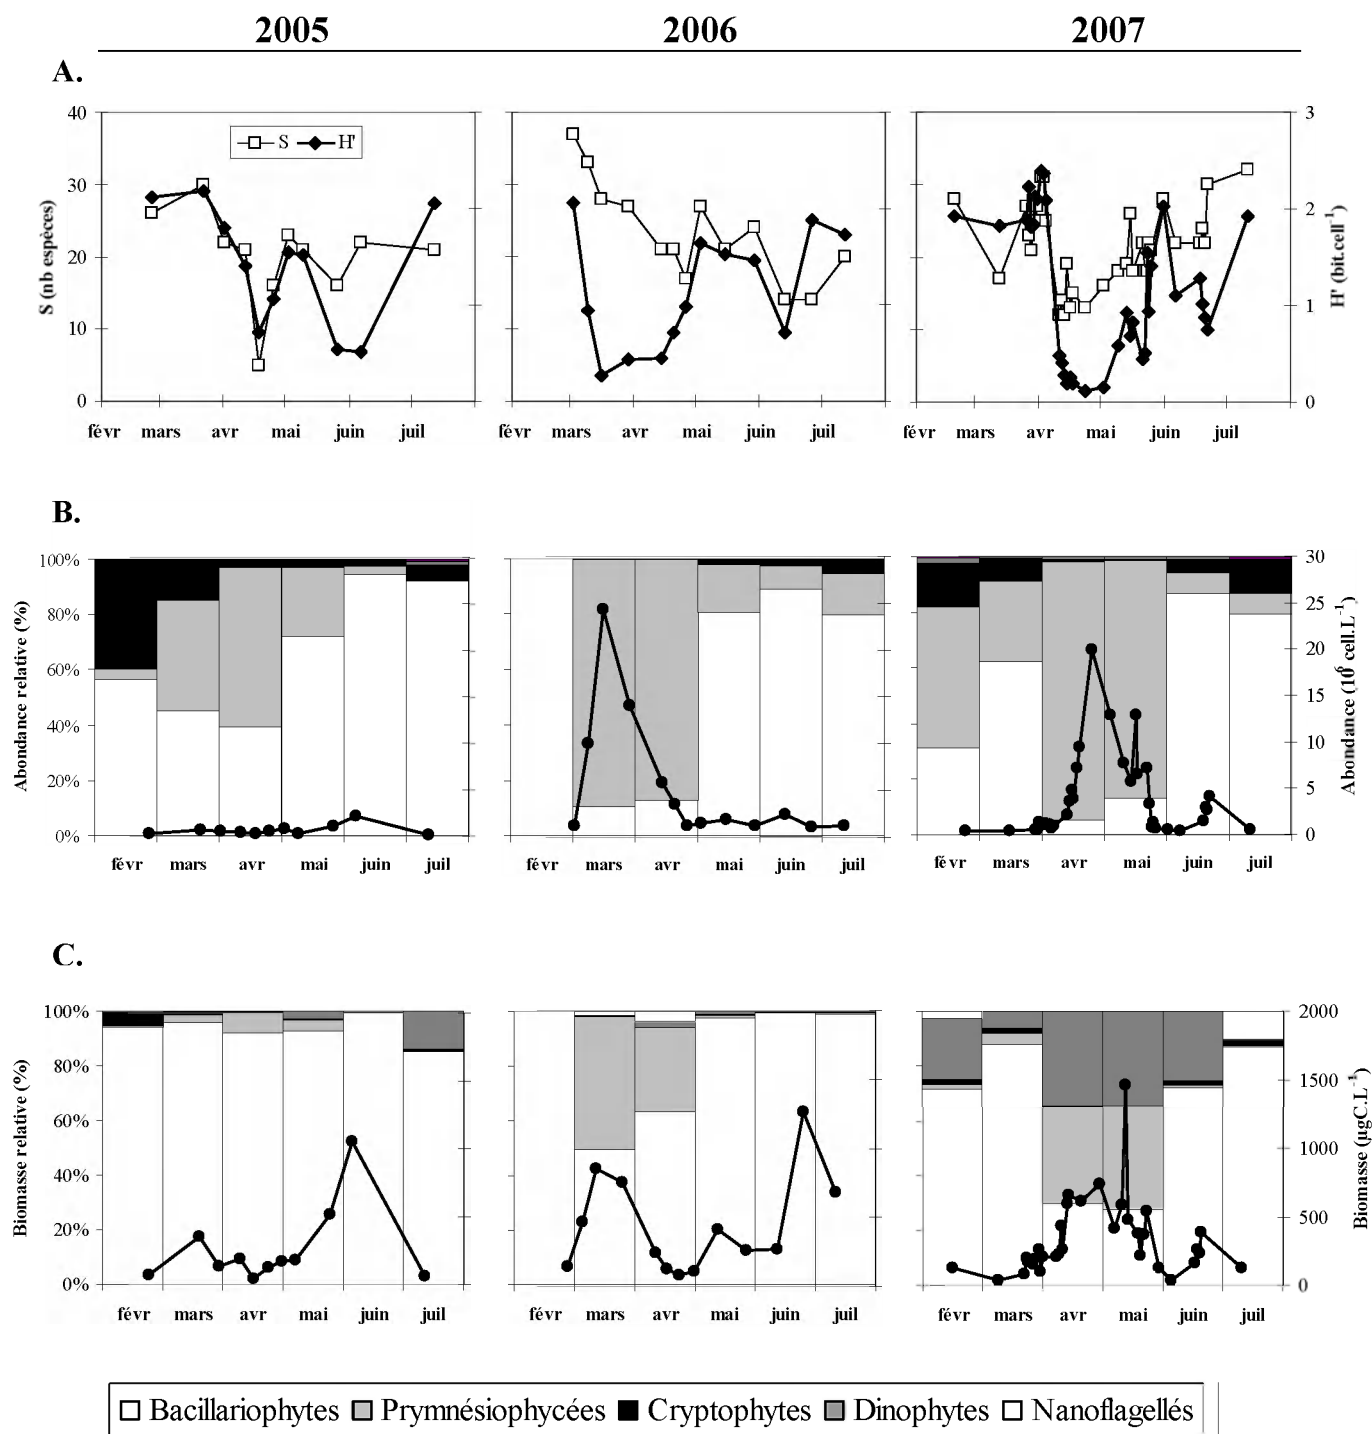 2005 2006 2007
A.
40 3
S H'
30
2
20
1
10
0 0
S (nb espèces)
H' (bit.cell⁻¹)
févr mars avr mai juin juil févr mars avr mai juin juil févr mars avr mai juin juil
B.
100% 30
25
80%
20
60%
15
40%
10
20%
5
0% 0
Abondance relative (%)
Abondance (10⁶ cell.L⁻¹)
févr mars avr mai juin juil févr mars avr mai juin juil févr mars avr mai juin juil
C.
100% 2000
80%
1500
60%
1000
40%
500
20%
0% 0
Biomasse relative (%)
Biomasse (µgC.L⁻¹)
févr mars avr mai juin juil févr mars avr mai juin juil févr mars avr mai juin juil
Bacillariophytes Prymnésiophycées Cryptophytes Dinophytes Nanoflagellés